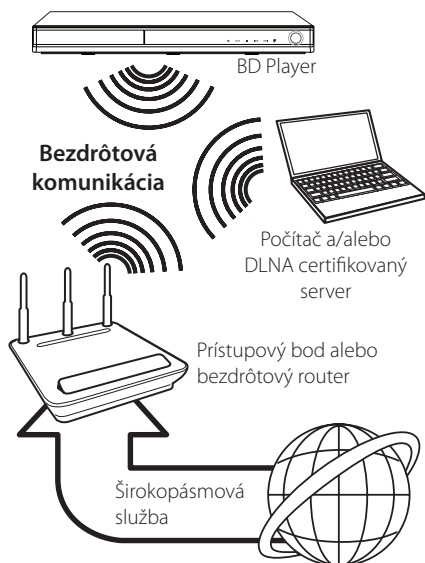 BD Player
Bezdrôtová
komunikácia
Počítač a/alebo
DLNA certifikovaný
server
Prístupový bod alebo
bezdrôtový router
Širokopásmová
služba